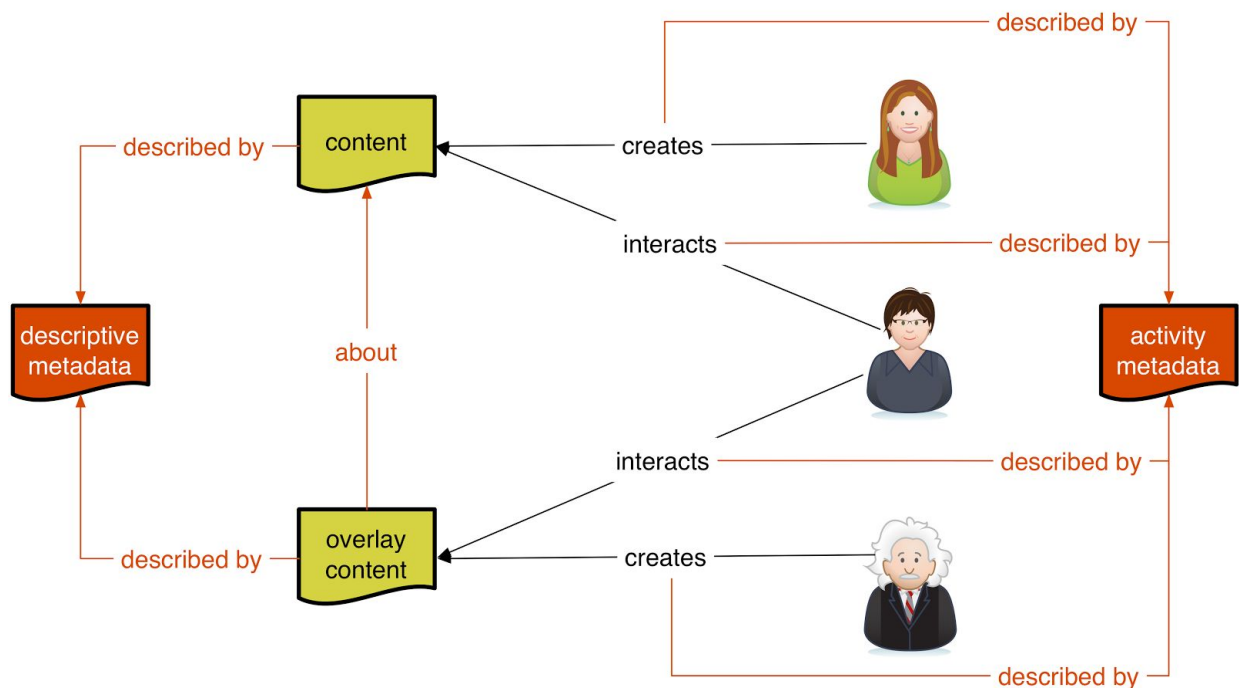 described by
described by
content
creates
interacts
described by
descriptive
metadata
about
activity
metadata
interacts
described by
described by
overlay
content
creates
described by